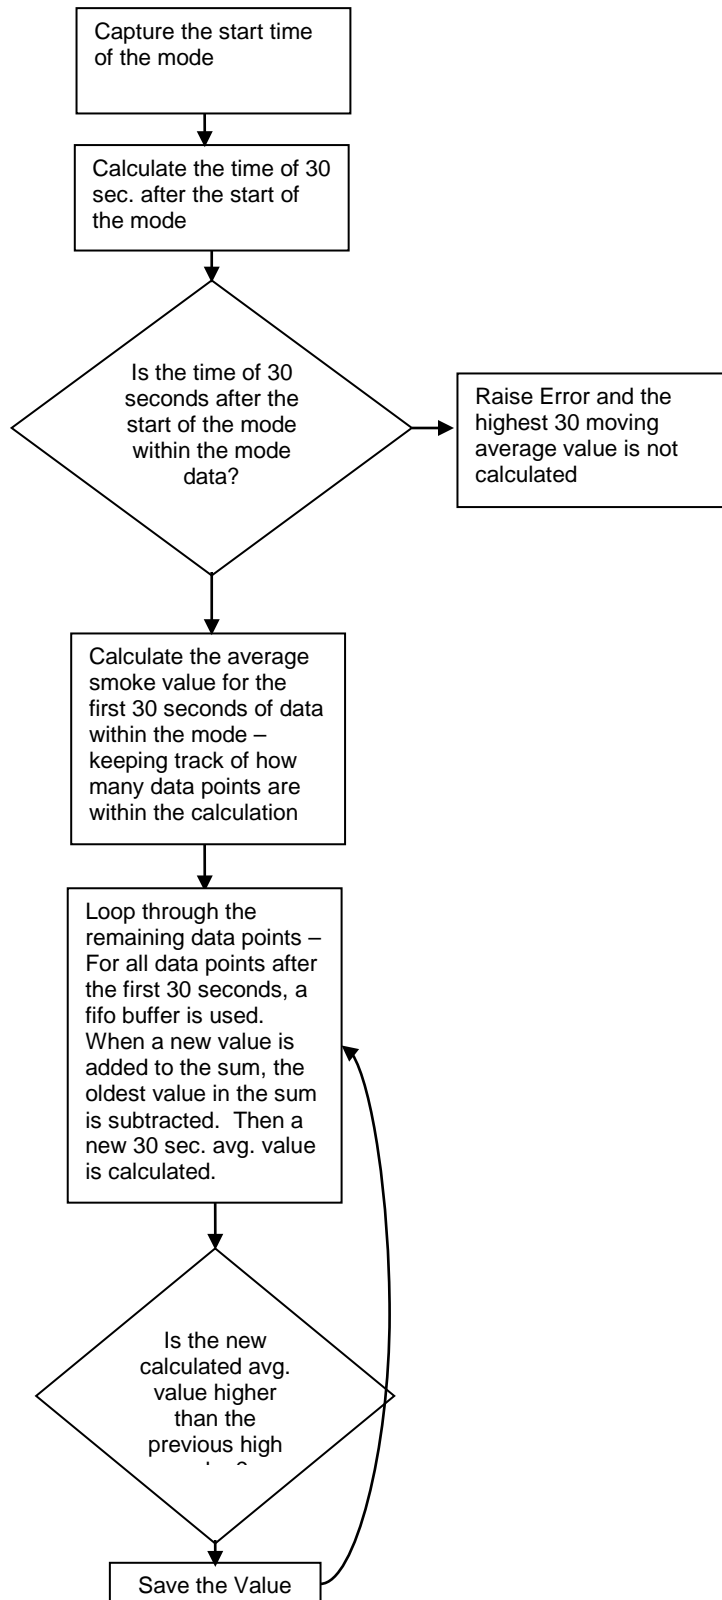 Capture the start time
of the mode
Calculate the time of 30
sec. after the start of
the mode
Is the time of 30
seconds after the
start of the mode
within the mode
data?
Raise Error and the
highest 30 moving
average value is not
calculated
Calculate the average
smoke value for the
first 30 seconds of data
within the mode –
keeping track of how
many data points are
within the calculation
Loop through the
remaining data points –
For all data points after
the first 30 seconds, a
fifo buffer is used.
When a new value is
added to the sum, the
oldest value in the sum
is subtracted.  Then a
new 30 sec. avg. value
is calculated.
Is the new
calculated avg.
value higher
than the
previous high
Save the Value